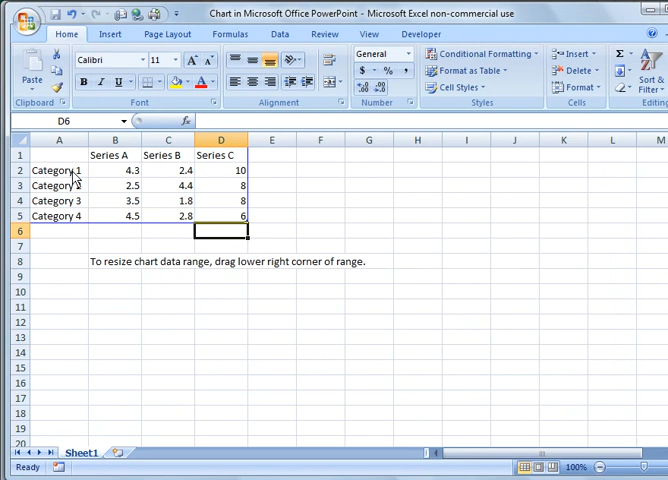 Chart in Microsoft Office PowerPoint - Microsoft Excel non-commercial use
Home Insert Page Layout Formulas Data Review View Developer
Paste
Clipboard
Calibri 11
B I U
Font
Alignment
General
$ % ,
Number
Conditional Formatting
Format as Table
Cell Styles
Styles
Insert
Delete
Format
Cells
Σ
Sort &
Filter
D6 fx
A B C D E F G H I J K L M
1 Series A Series B Series C
2 Category 1 4.3 2.4 10
3 Category 2 2.5 4.4 8
4 Category 3 3.5 1.8 8
5 Category 4 4.5 2.8 6
6
7
8 To resize chart data range, drag lower right corner of range.
9
10
11
12
13
14
15
16
17
18
19
20
Sheet1
Ready 100%